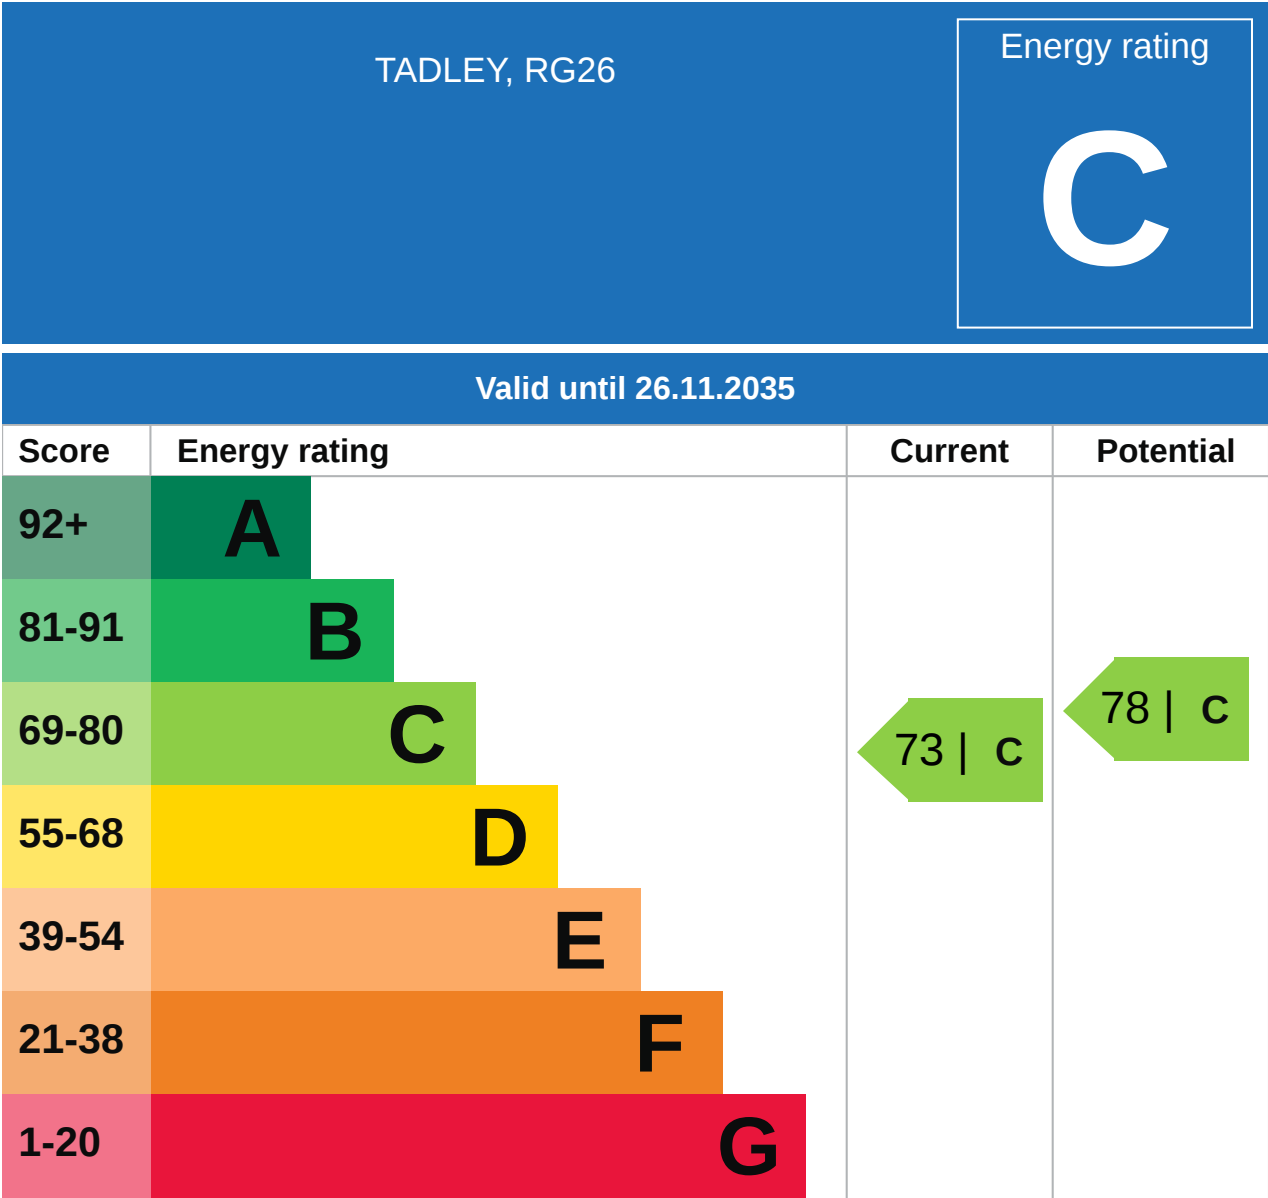 TADLEY, RG26
Energy rating
C
Valid until 26.11.2035
Score Energy rating Current Potential
92+ A
81-91 B
69-80 C
73 | C
78 | C
55-68 D
39-54 E
21-38 F
1-20 G